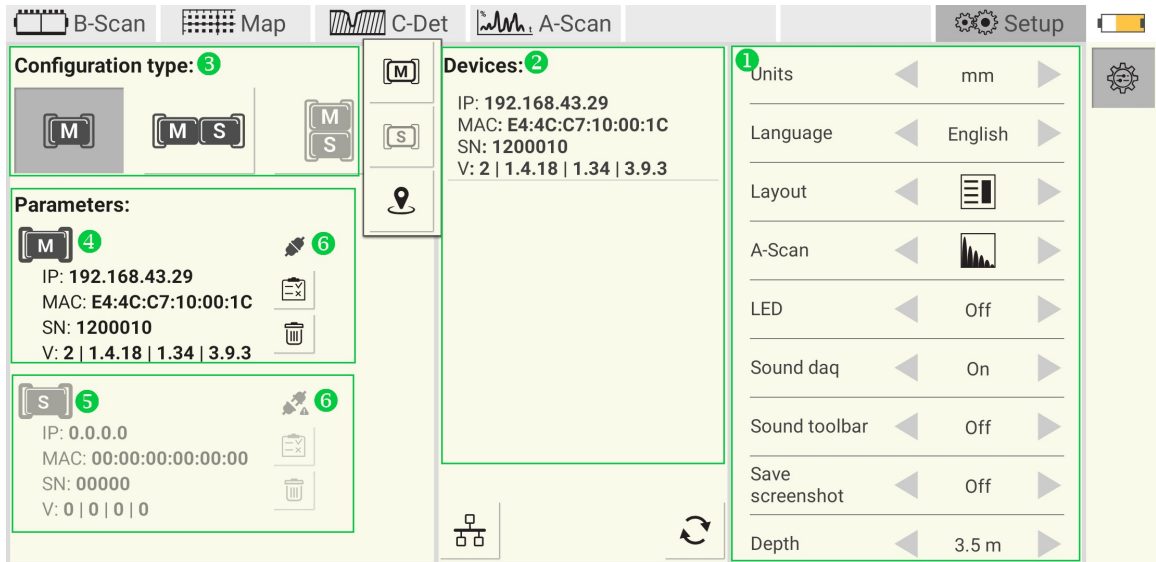 B-Scan
Map
C-Det
A-Scan
Setup
Configuration type: 3
M
M S
M
S
Parameters:
M 4
6
IP: 192.168.43.29
MAC: E4:4C:C7:10:00:1C
SN: 1200010
V: 2 | 1.4.18 | 1.34 | 3.9.3
S 5
6
IP: 0.0.0.0
MAC: 00:00:00:00:00:00
SN: 00000
V: 0 | 0 | 0 | 0
M
S
Devices: 2
IP: 192.168.43.29
MAC: E4:4C:C7:10:00:1C
SN: 1200010
V: 2 | 1.4.18 | 1.34 | 3.9.3
1
Units mm
Language English
Layout
A-Scan
LED Off
Sound daq On
Sound toolbar Off
Save
screenshot Off
Depth 3.5 m